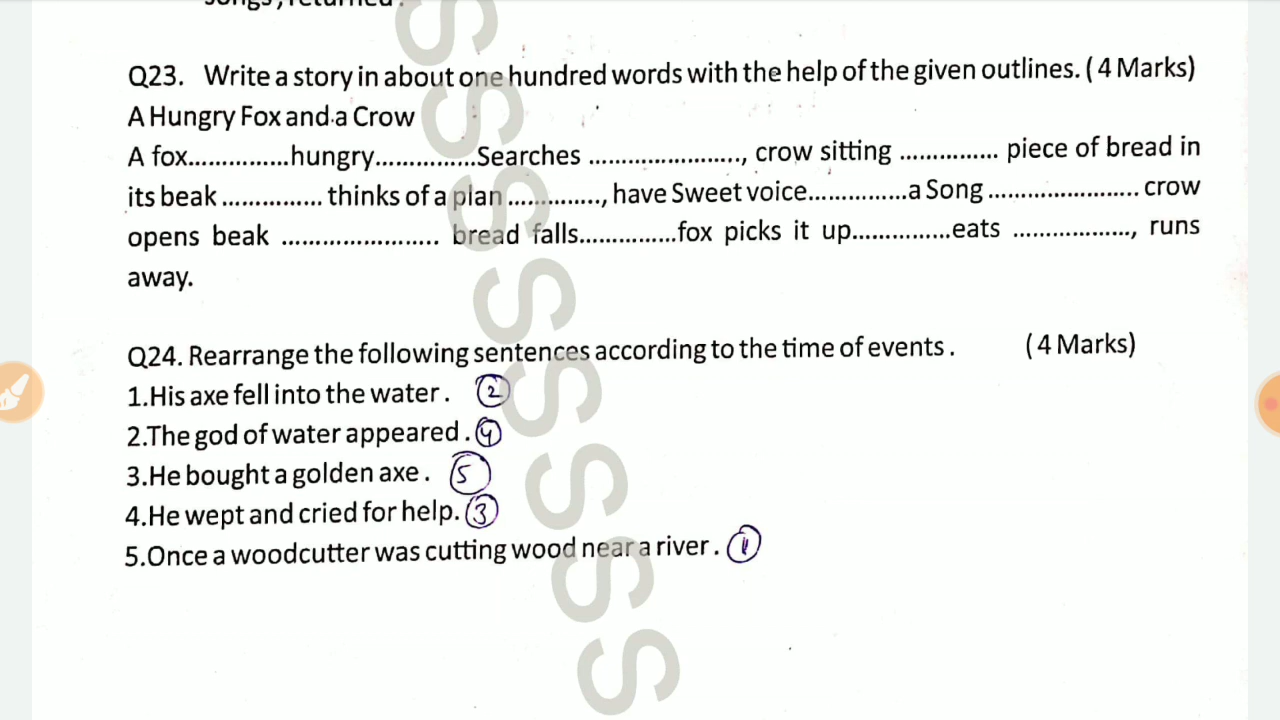 Q23. Write a story in about one hundred words with the help of the given outlines. ( 4 Marks)
A Hungry Fox and a Crow
A fox...............hungry...............Searches ......................., crow sitting ............... piece of bread in
its beak ............... thinks of a plan .............., have Sweet voice...............a Song ....................... crow
opens beak ........................ bread falls...............fox picks it up...............eats .................., runs
away.
Q24. Rearrange the following sentences according to the time of events . ( 4 Marks)
1.His axe fell into the water . 2
2.The god of water appeared . 4
3.He bought a golden axe . 5
4.He wept and cried for help. 3
5.Once a woodcutter was cutting wood near a river . 1
SSSSSSSS